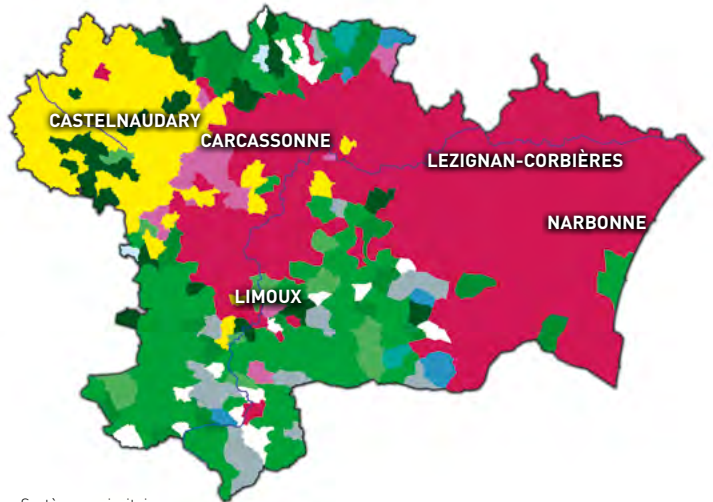 CASTELNAUDARY
CARCASSONNE
LEZIGNAN-CORBIÈRES
NARBONNE
LIMOUX